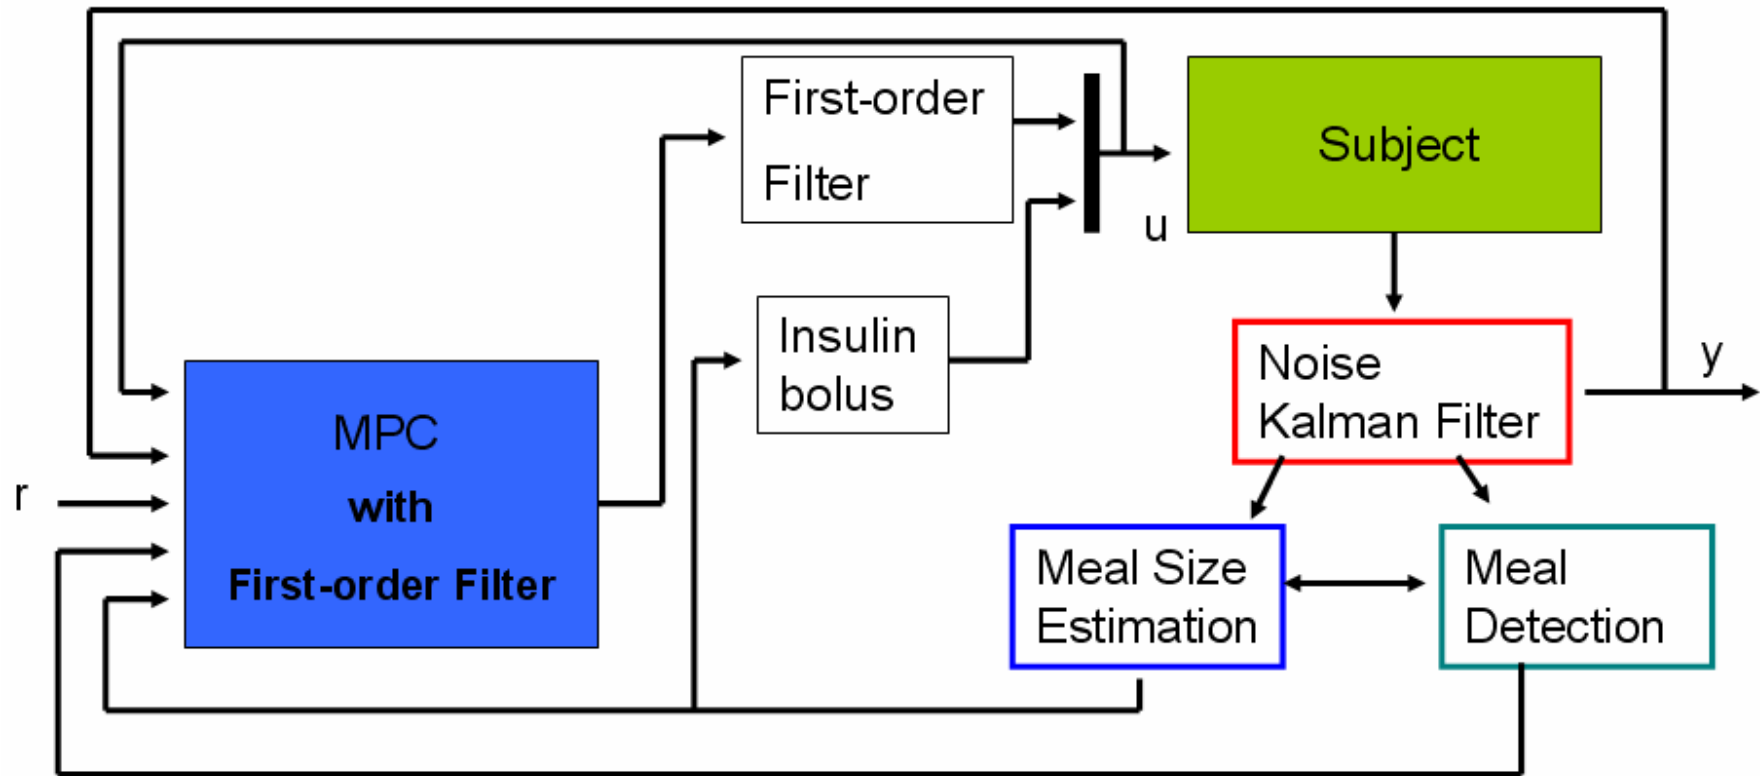 First-order
Filter
Subject
u
Insulin
bolus
Noise
Kalman Filter
y
MPC
with
First-order Filter
r
Meal Size
Estimation
Meal
Detection